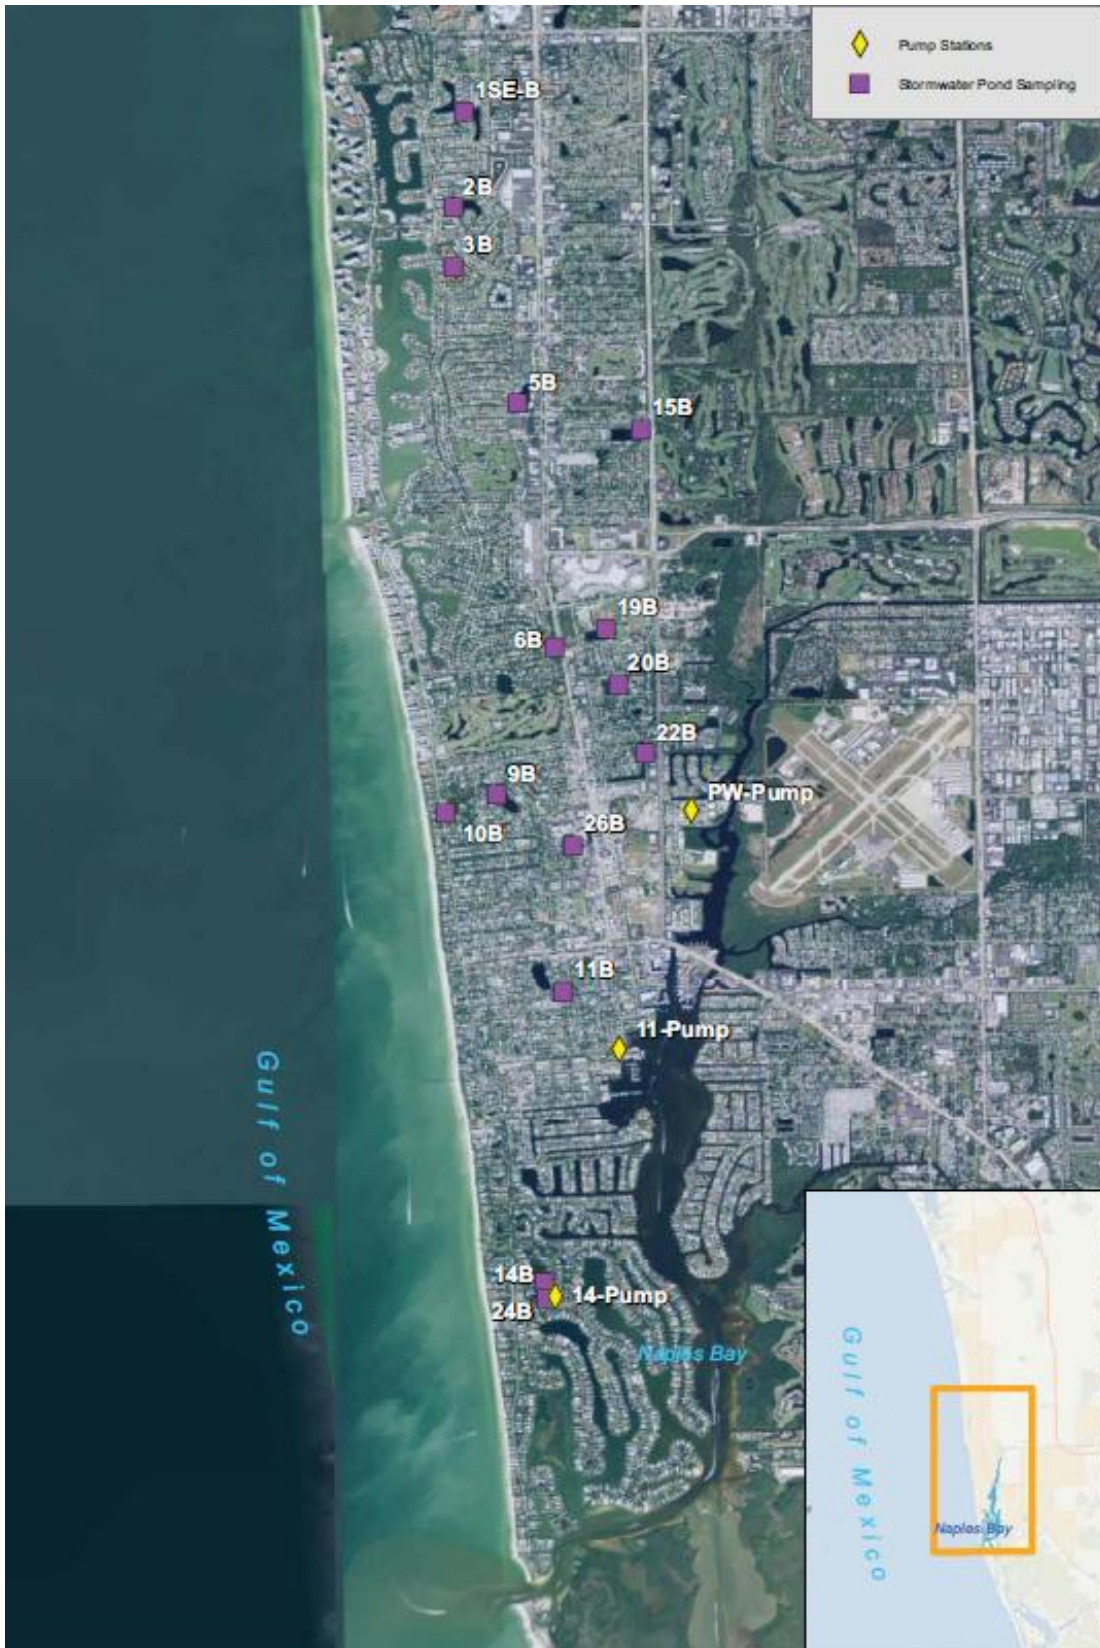 Pump Stations
Stormwater Pond Sampling
1SE-B
2B
3B
5B
15B
19B
6B
20B
22B
9B
PW-Pump
10B
26B
11B
11-Pump
Gulf of Mexico
14B
14-Pump
24B
Naples Bay
Gulf of Mexico
Naples Bay